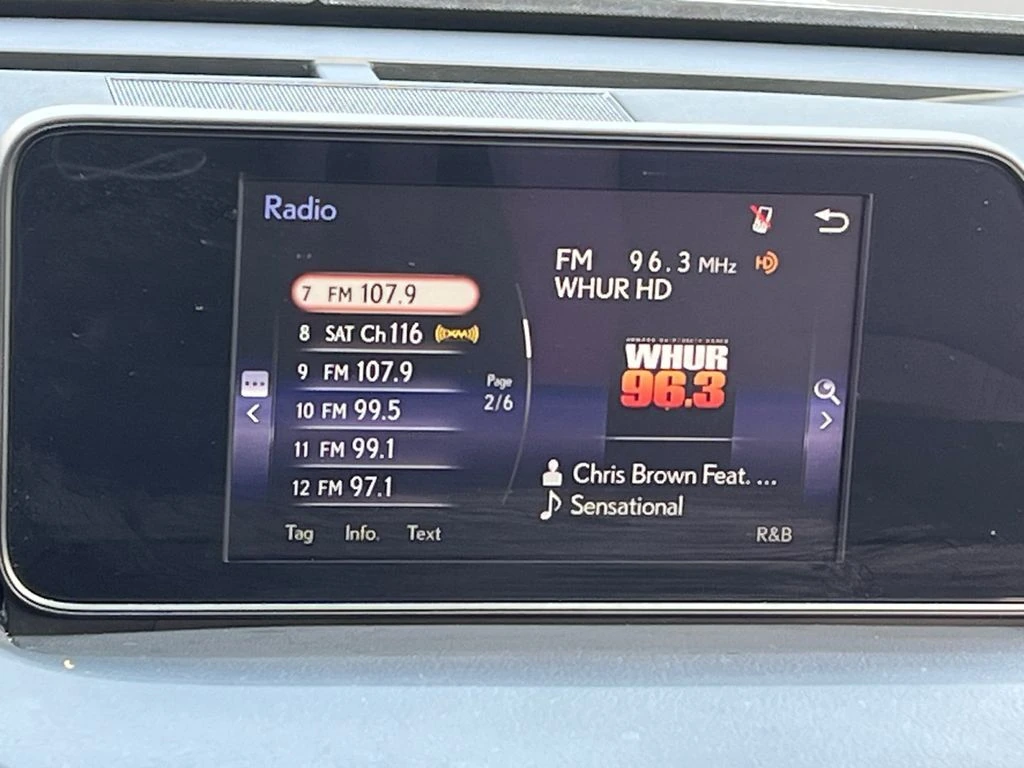 Radio
7 FM 107.9
8 SAT Ch 116 ((XM))
9 FM 107.9
10 FM 99.5
11 FM 99.1
12 FM 97.1
Page
2/6
Tag Info. Text
FM 96.3 MHz HD
WHUR HD
WHUR
96.3
Chris Brown Feat. ...
Sensational
R&B